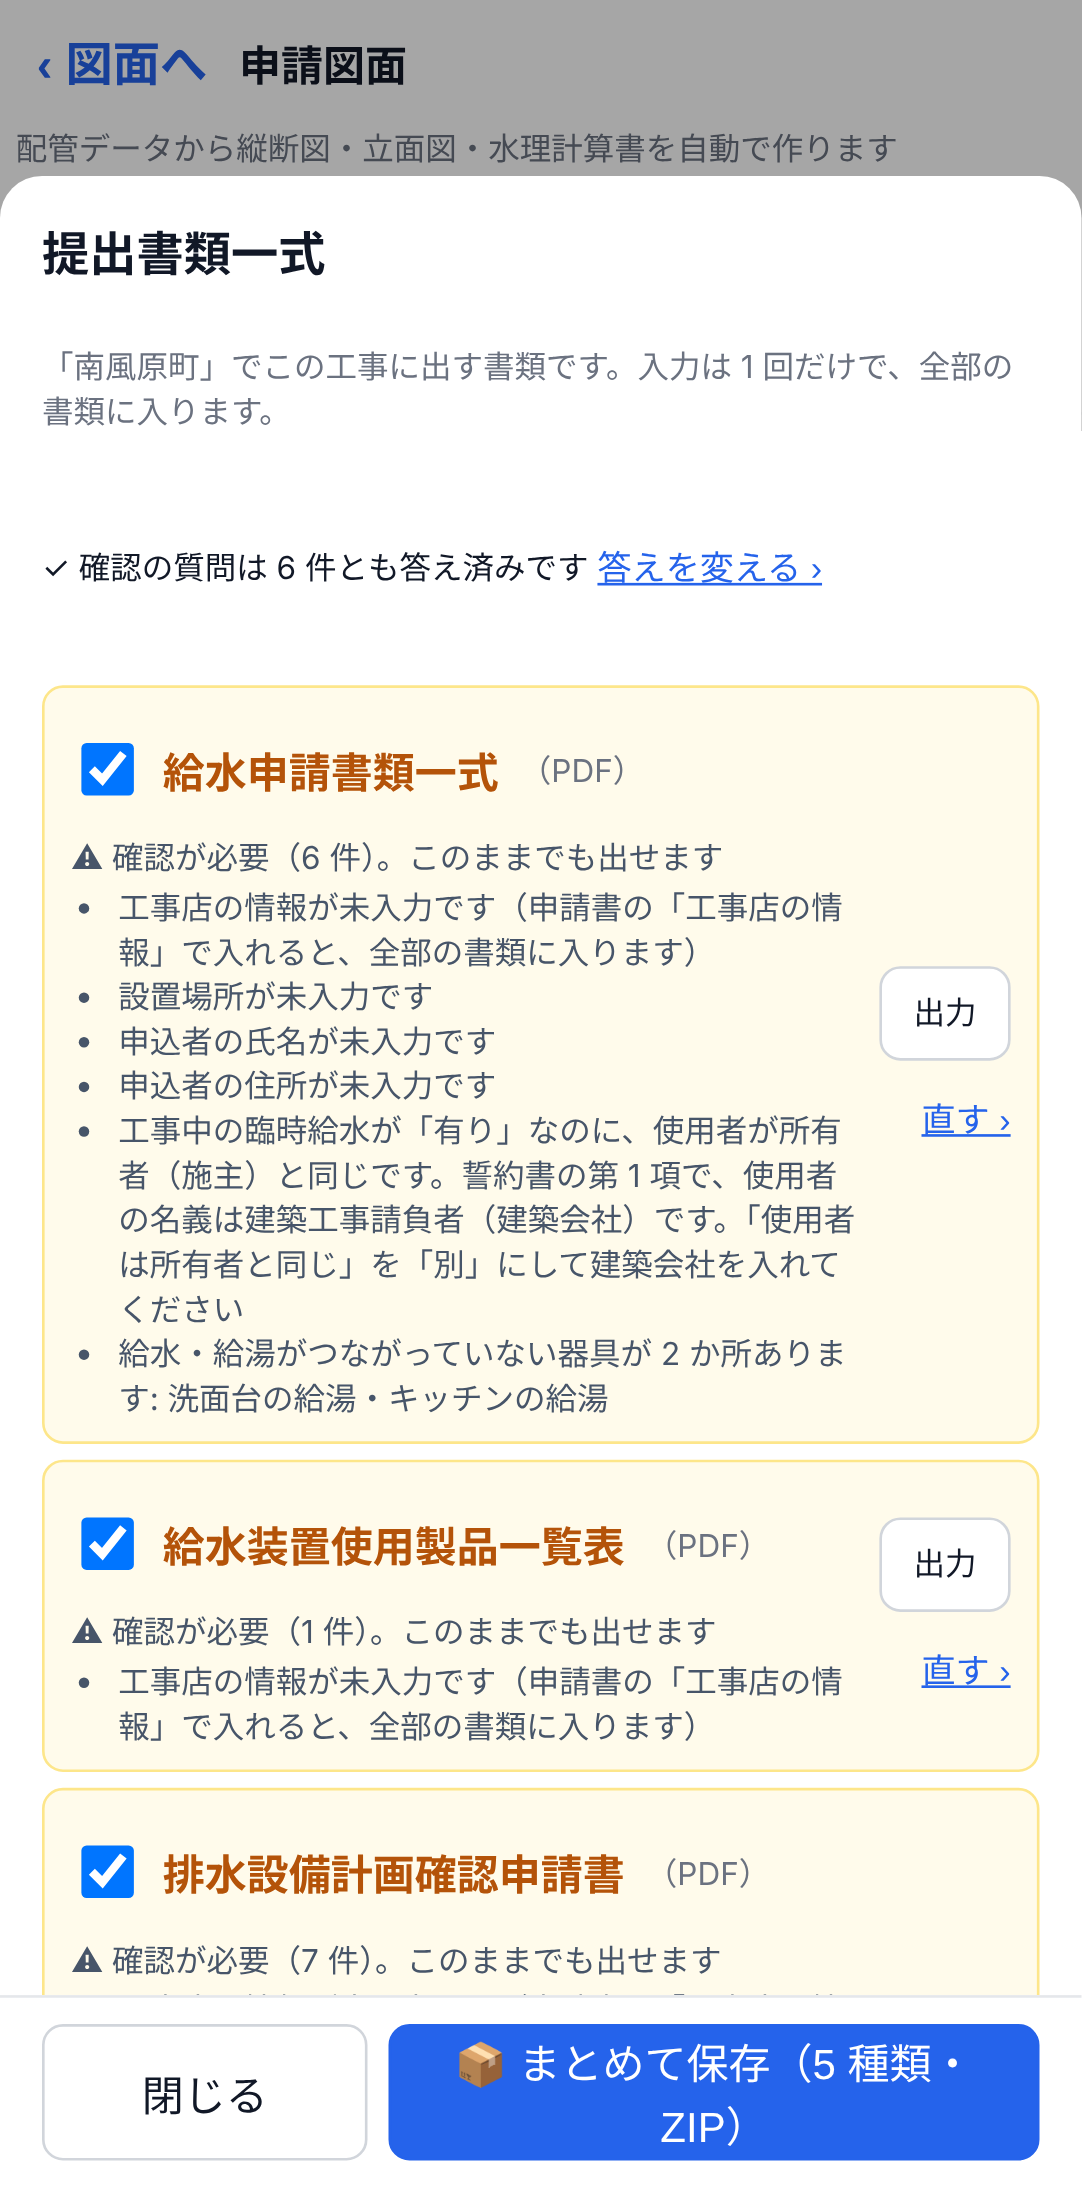 ‹ 図面へ 申請図面
配管データから縦断図・立面図・水理計算書を自動で作ります
提出書類一式
「南風原町」でこの工事に出す書類です。入力は 1 回だけで、全部の
書類に入ります。
✓ 確認の質問は 6 件とも答え済みです 答えを変える ›
給水申請書類一式 （PDF）
⚠ 確認が必要（6 件）。このままでも出せます
• 工事店の情報が未入力です（申請書の「工事店の情
報」で入れると、全部の書類に入ります）
• 設置場所が未入力です
出力
• 申込者の氏名が未入力です
• 申込者の住所が未入力です
直す ›
• 工事中の臨時給水が「有り」なのに、使用者が所有
者（施主）と同じです。誓約書の第 1 項で、使用者
の名義は建築工事請負者（建築会社）です。「使用者
は所有者と同じ」を「別」にして建築会社を入れて
ください
• 給水・給湯がつながっていない器具が 2 か所ありま
す: 洗面台の給湯・キッチンの給湯
給水装置使用製品一覧表 （PDF）
出力
⚠ 確認が必要（1 件）。このままでも出せます
直す ›
• 工事店の情報が未入力です（申請書の「工事店の情
報」で入れると、全部の書類に入ります）
排水設備計画確認申請書 （PDF）
⚠ 確認が必要（7 件）。このままでも出せます
閉じる
📦 まとめて保存（5 種類・
ZIP）